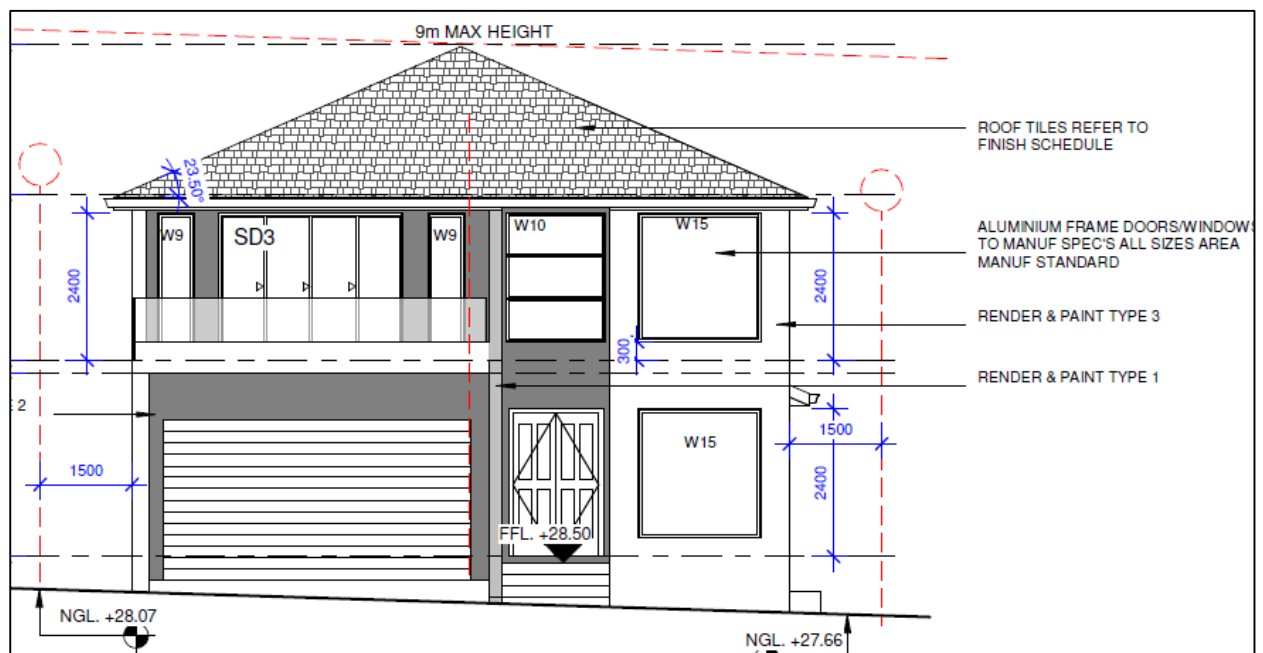 9m MAX HEIGHT
ROOF TILES REFER TO
FINISH SCHEDULE
23.50°
W9
SD3
W9
W10
W15
ALUMINIUM FRAME DOORS/WINDOWS
TO MANUF SPEC'S ALL SIZES AREA
MANUF STANDARD
2400
2400
RENDER & PAINT TYPE 3
300
RENDER & PAINT TYPE 1
2
W15
1500
1500
2400
FFL. +28.50
NGL. +28.07
NGL. +27.66